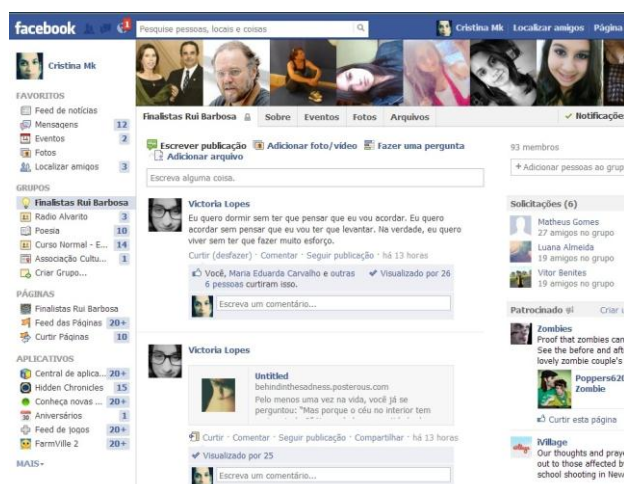 facebook
1
Pesquise pessoas, locais e coisas
Cristina Mk
Localizar amigos
Página
Cristina Mk
FAVORITOS
Feed de notícias
Mensagens 12
Eventos 2
Fotos
Localizar amigos 3
GRUPOS
Finalistas Rui Barbosa
Radio Alvarito 3
Poesia 10
Curso Normal - E... 14
Associação Cultu... 1
Criar Grupo...
PÁGINAS
Finalistas Rui Barbosa
Feed das Páginas 20+
Curtir Páginas 10
APLICATIVOS
Central de aplica... 20+
Hidden Chronicles 15
Conheça novas ... 20+
Aniversários 1
Feed de jogos 20+
FarmVille 2 20+
MAIS
Finalistas Rui Barbosa Sobre Eventos Fotos Arquivos
Notificações
Escrever publicação Adicionar foto/vídeo Fazer uma pergunta
Adicionar arquivo
Escreva alguma coisa.
Victoria Lopes
Eu quero dormir sem ter que pensar que eu vou acordar. Eu quero
acordar sem pensar que eu vou ter que levantar. Na verdade, eu quero
viver sem ter que fazer muito esforço.
Curtir (desfazer) · Comentar · Seguir publicação · há 13 horas
Você, Maria Eduarda Carvalho e outras
6 pessoas curtiram isso.
Visualizado por 26
Escreva um comentário...
Victoria Lopes
Untitled
behindinthesadness.posterous.com
Pelo menos uma vez na vida, você já se
perguntou: "Mas porque o céu no interior tem
Curtir · Comentar · Seguir publicação · Compartilhar · há 13 horas
Visualizado por 25
Escreva um comentário...
93 membros
+ Adicionar pessoas ao grup
Solicitações (6)
Matheus Gomes
27 amigos no grupo
Luana Almeida
19 amigos no grupo
Vitor Benites
19 amigos no grupo
Patrocinado
Criar u
Zombies
Proof that zombies can
See the before and aft
lovely zombie couple's
Poppers620
Zombie
Curtir esta página
iVillage
Our thoughts and praye
out to those affected by
school shooting in New